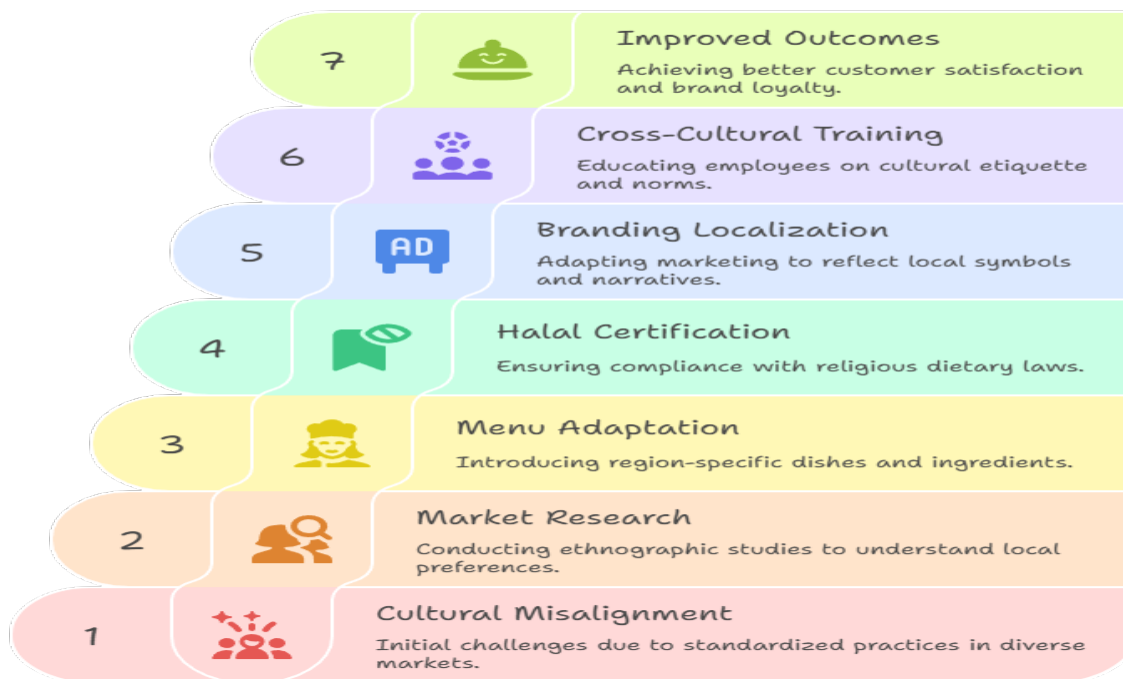 7
Improved Outcomes
Achieving better customer satisfaction
and brand loyalty.
6
Cross-Cultural Training
Educating employees on cultural etiquette
and norms.
5
AD
Branding Localization
Adapting marketing to reflect local symbols
and narratives.
4
Halal Certification
Ensuring compliance with religious dietary laws.
3
Menu Adaptation
Introducing region-specific dishes and ingredients.
2
Market Research
Conducting ethnographic studies to understand local
preferences.
1
Cultural Misalignment
Initial challenges due to standardized practices in diverse
markets.